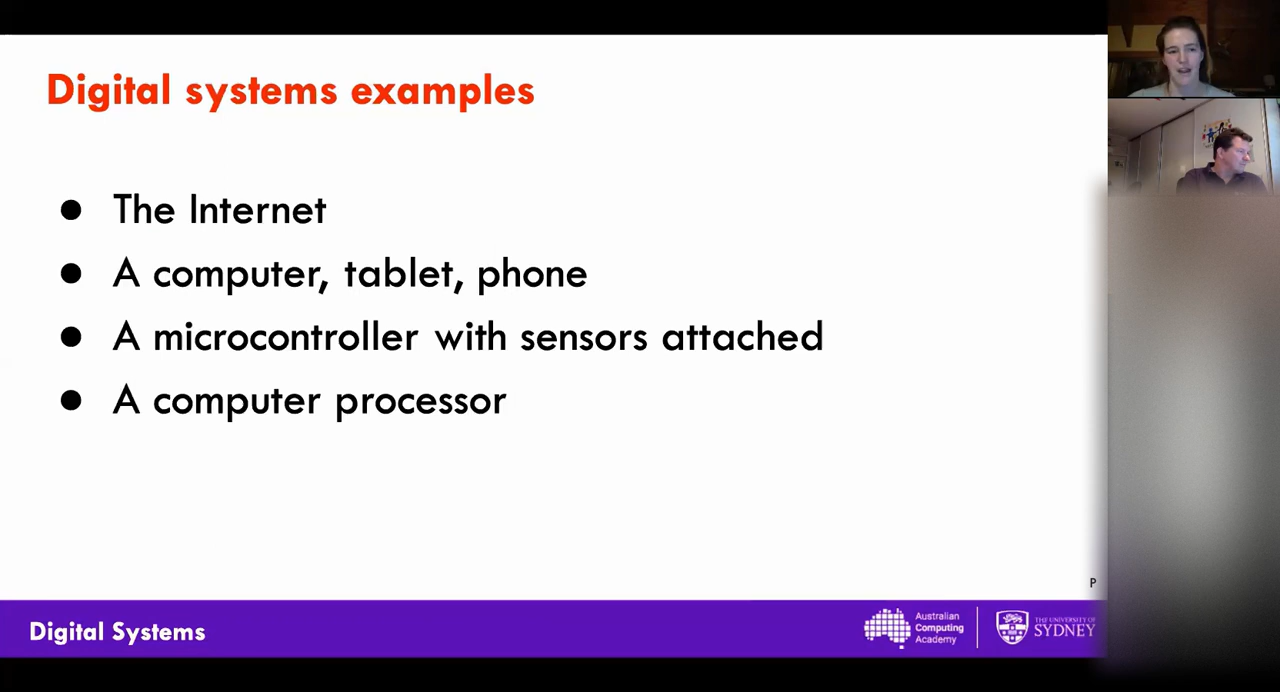 Digital systems examples
● The Internet
● A computer, tablet, phone
● A microcontroller with sensors attached
● A computer processor
P
Digital Systems
Australian
Computing
Academy
THE UNIVERSITY OF
SYDNEY